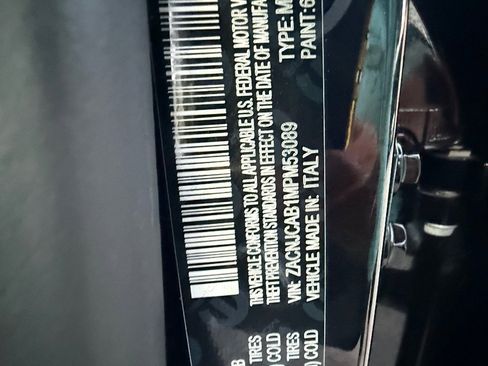 THIS VEHICLE CONFORMS TO ALL APPLICABLE U.S. FEDERAL MOTOR
THEFT PREVENTION STANDARDS IN EFFECT ON THE DATE OF
VIN: ZACNJCAB1MPM53089
TYPE:
VEHICLE MADE IN: ITALY
PAINT:
TIRES
COLD
TIRES
COLD